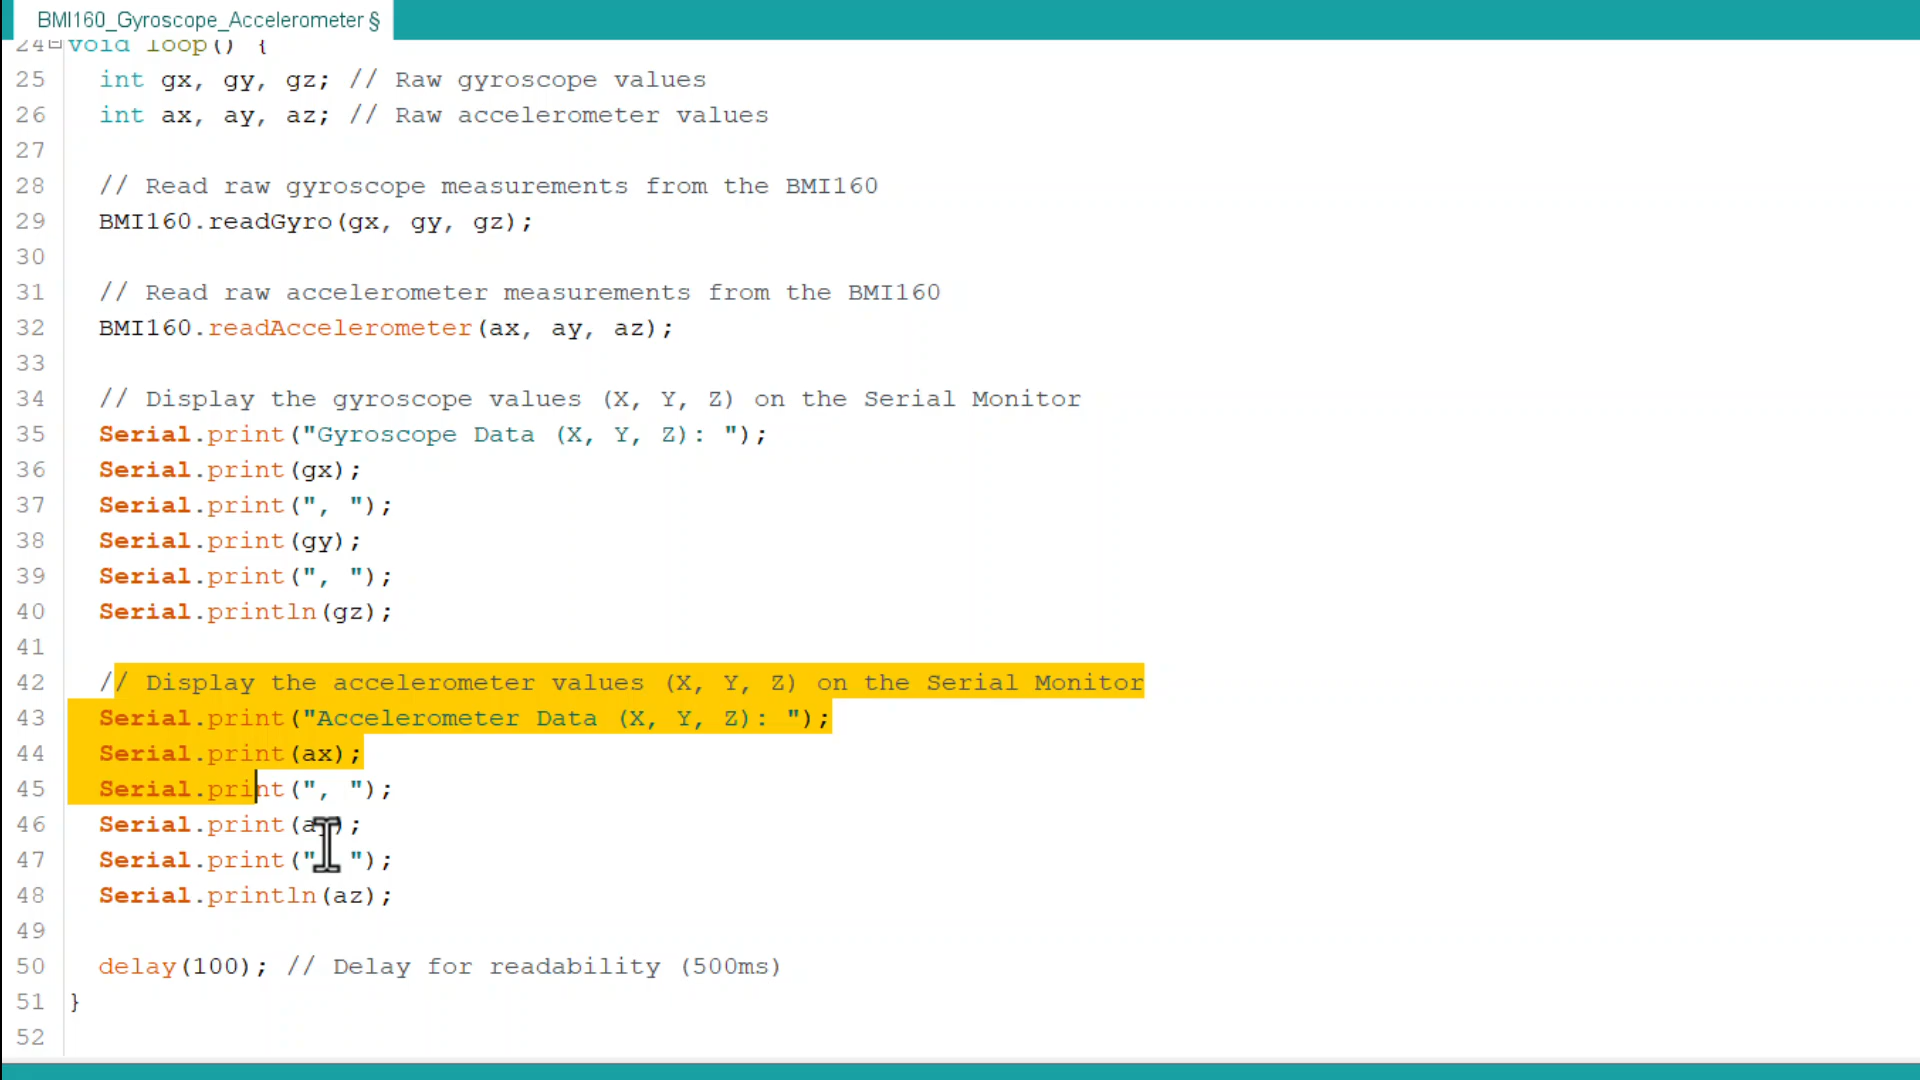 BMI160_Gyroscope_Accelerometer §
24 void loop() {
25 int gx, gy, gz; // Raw gyroscope values
26 int ax, ay, az; // Raw accelerometer values
27
28 // Read raw gyroscope measurements from the BMI160
29 BMI160.readGyro(gx, gy, gz);
30
31 // Read raw accelerometer measurements from the BMI160
32 BMI160.readAccelerometer(ax, ay, az);
33
34 // Display the gyroscope values (X, Y, Z) on the Serial Monitor
35 Serial.print("Gyroscope Data (X, Y, Z): ");
36 Serial.print(gx);
37 Serial.print(", ");
38 Serial.print(gy);
39 Serial.print(", ");
40 Serial.println(gz);
41
42 // Display the accelerometer values (X, Y, Z) on the Serial Monitor
43 Serial.print("Accelerometer Data (X, Y, Z): ");
44 Serial.print(ax);
45 Serial.print(", ");
46 Serial.print(ay);
47 Serial.print(", ");
48 Serial.println(az);
49
50 delay(100); // Delay for readability (500ms)
51 }
52